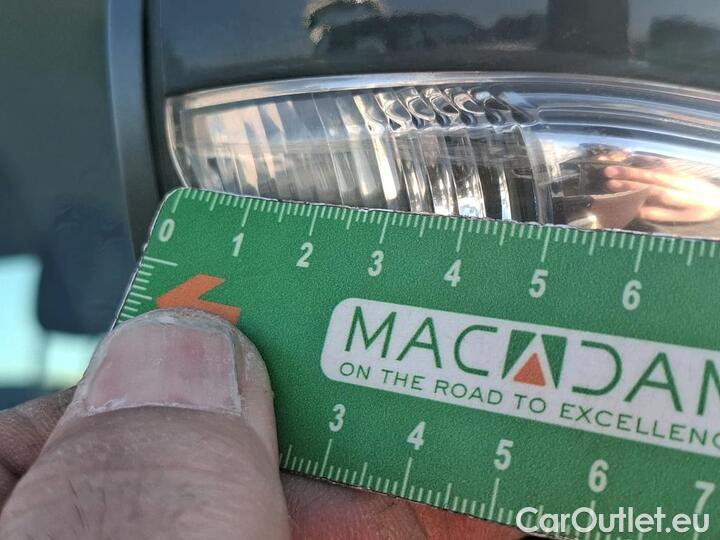 0 1 2 3 4 5 6
MACADAM
ON THE ROAD TO EXCELLENC
3 4 5 6 7
CarOutlet.eu